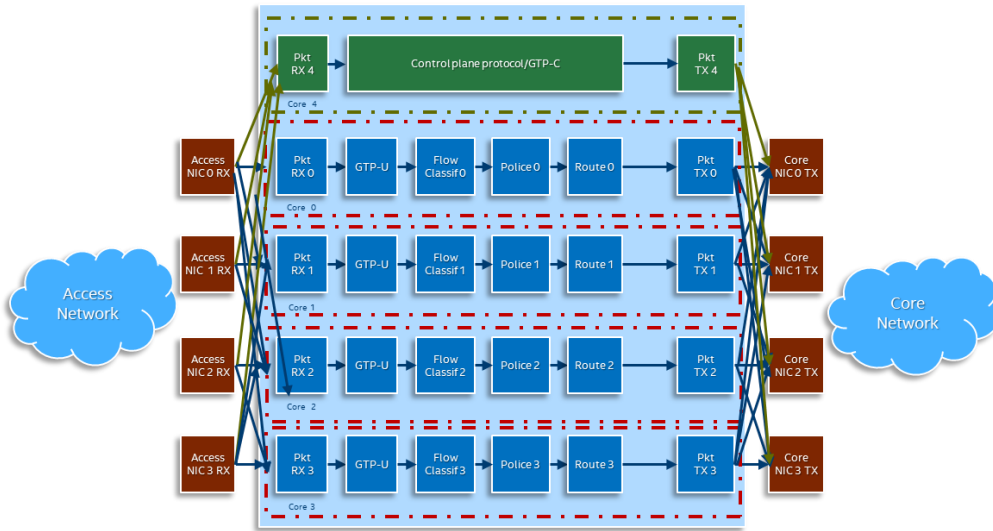 Pkt
RX 4
Control plane protocol/GTP-C
Pkt
TX 4
Core 4
Access
NIC 0 RX
Pkt
RX 0
GTP-U
Flow
Classif 0
Police 0
Route 0
Pkt
TX 0
Core
NIC 0 TX
Core 0
Access
NIC 1 RX
Pkt
RX 1
GTP-U
Flow
Classif 1
Police 1
Route 1
Pkt
TX 1
Core
NIC 1 TX
Core 1
Access
Network
Core
Network
Access
NIC 2 RX
Pkt
RX 2
GTP-U
Flow
Classif 2
Police 2
Route 2
Pkt
TX 2
Core
NIC 2 TX
Core 2
Access
NIC 3 RX
Pkt
RX 3
GTP-U
Flow
Classif 3
Police 3
Route 3
Pkt
TX 3
Core
NIC 3 TX
Core 3